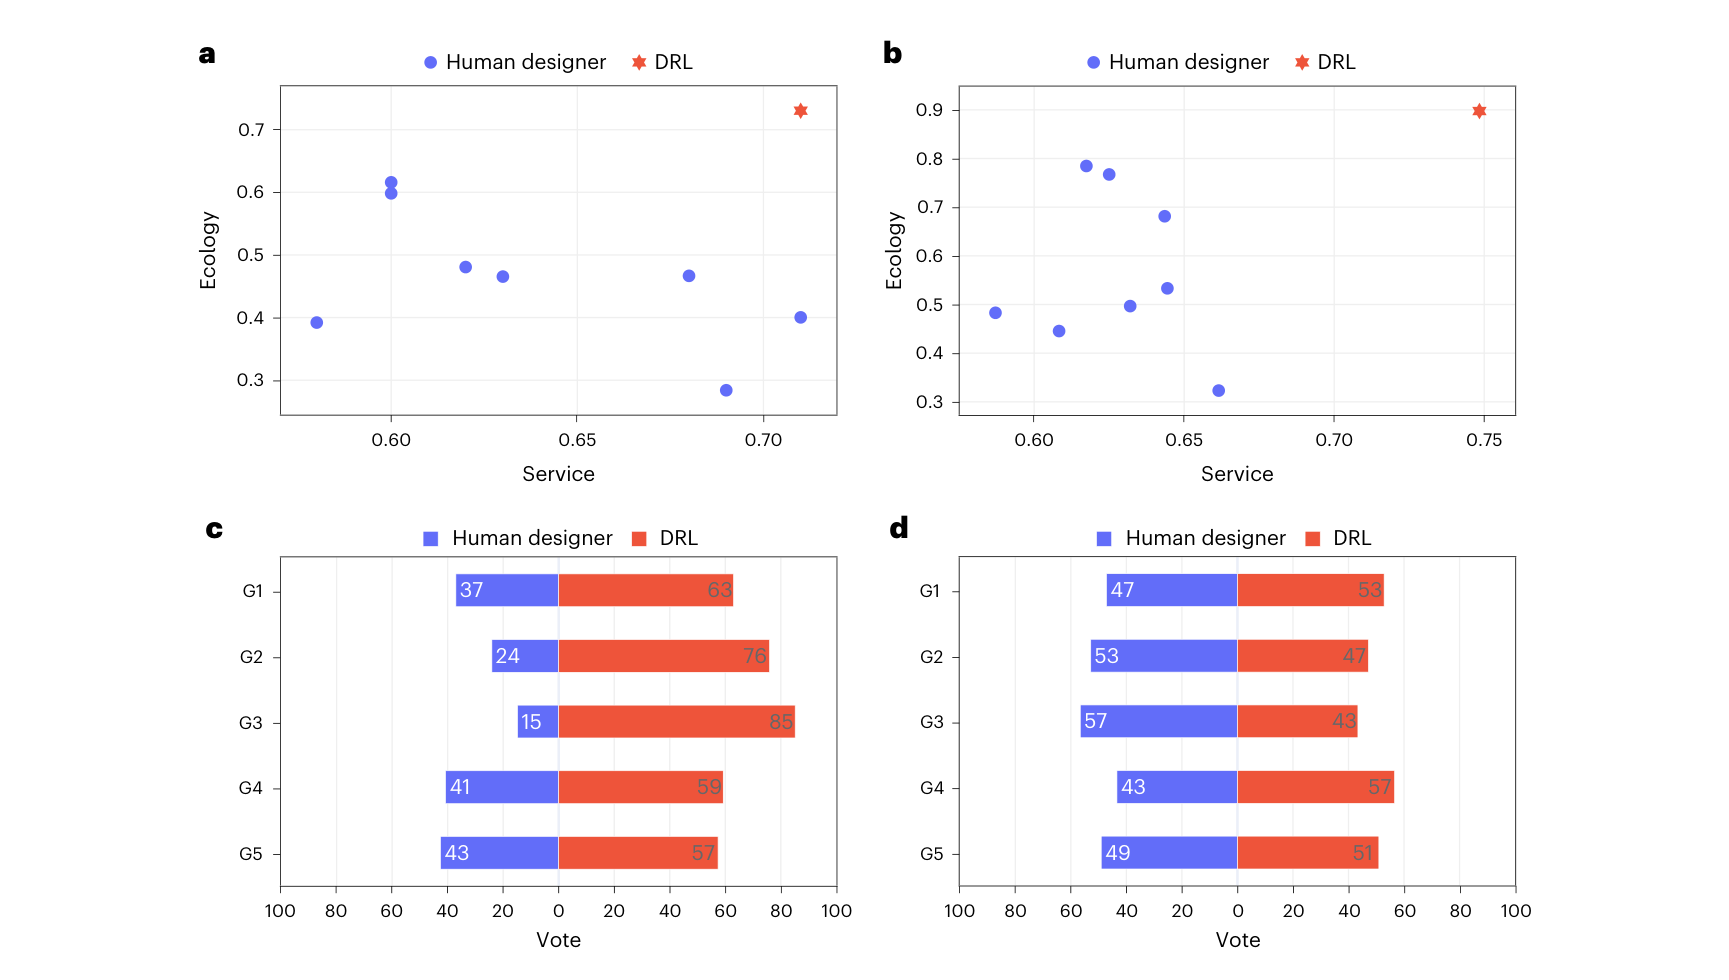 a
Human designer DRL
0.7
0.6
0.5
0.4
0.3
Ecology
0.60 0.65 0.70
Service
b
Human designer DRL
0.9
0.8
0.7
0.6
0.5
0.4
0.3
Ecology
0.60 0.65 0.70 0.75
Service
c
Human designer DRL
G1 37 63
G2 24 76
G3 15 85
G4 41 59
G5 43 57
100 80 60 40 20 0 20 40 60 80 100
Vote
d
Human designer DRL
G1 47 53
G2 53 47
G3 57 43
G4 43 57
G5 49 51
100 80 60 40 20 0 20 40 60 80 100
Vote